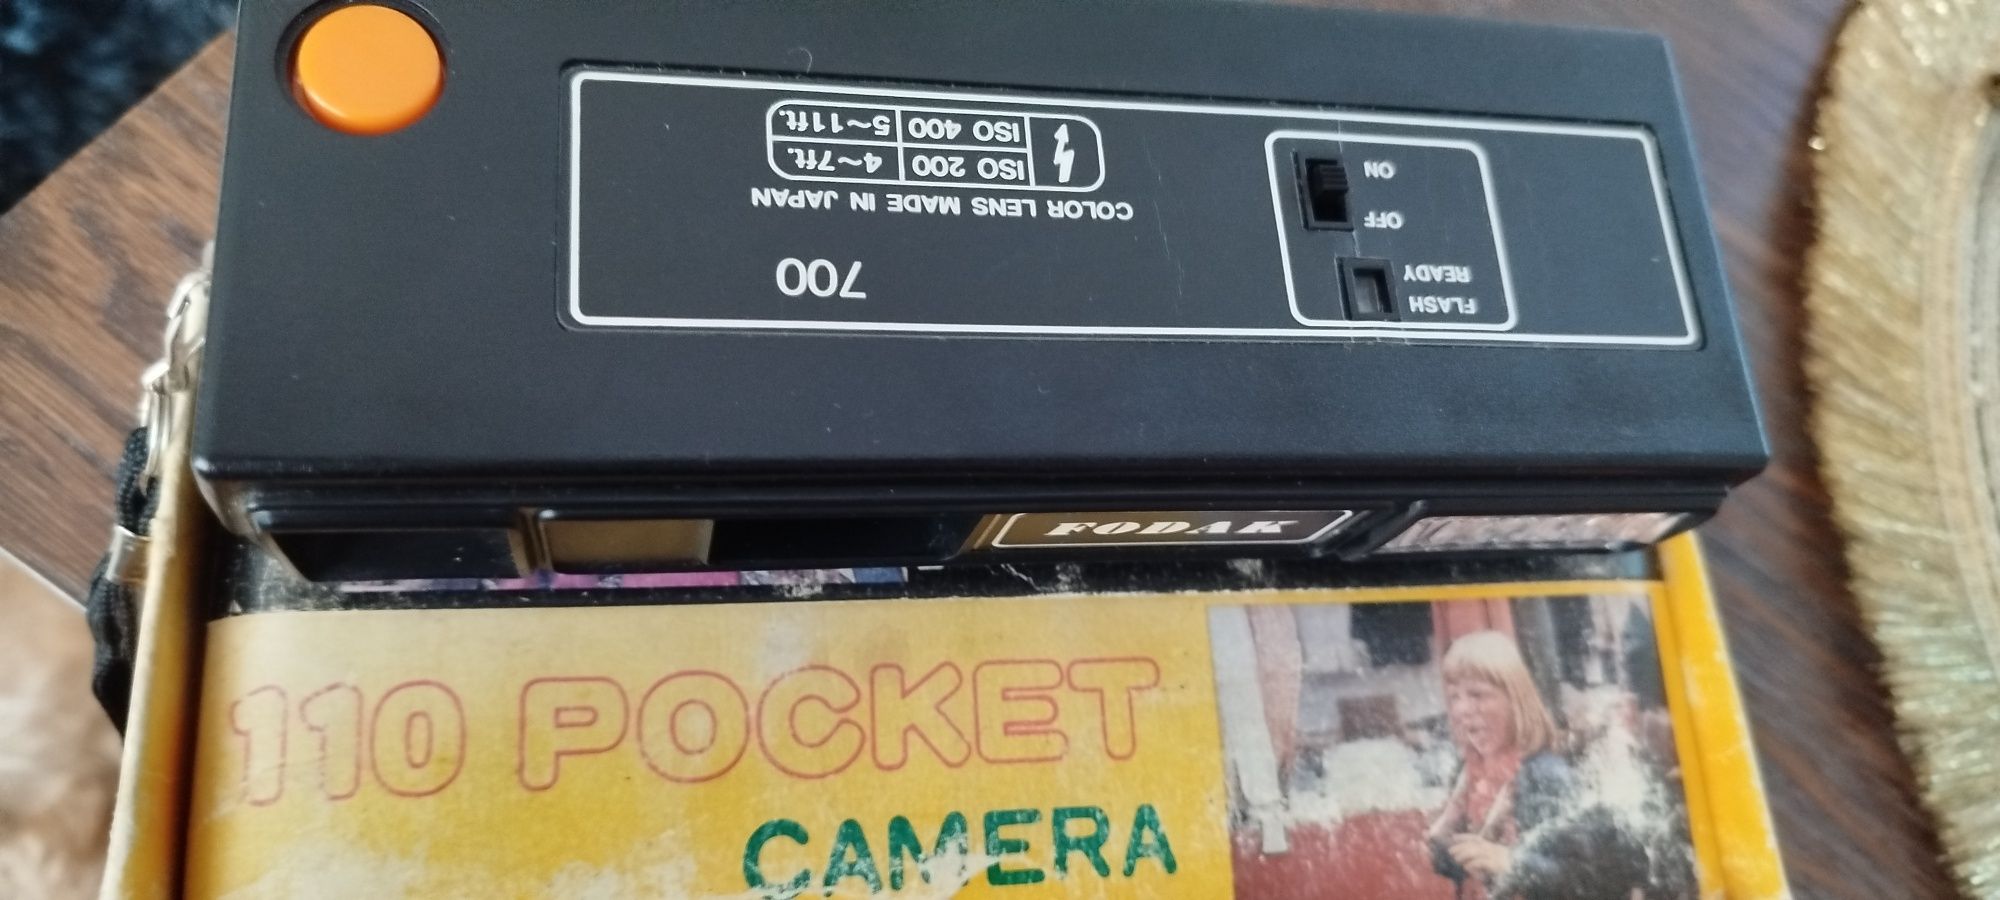 700
COLOR LENS MADE IN JAPAN
ISO 200 4~7ft.
ISO 400 5~11ft.
FLASH
READY
OFF
ON
FODAK
110 POCKET
CAMERA